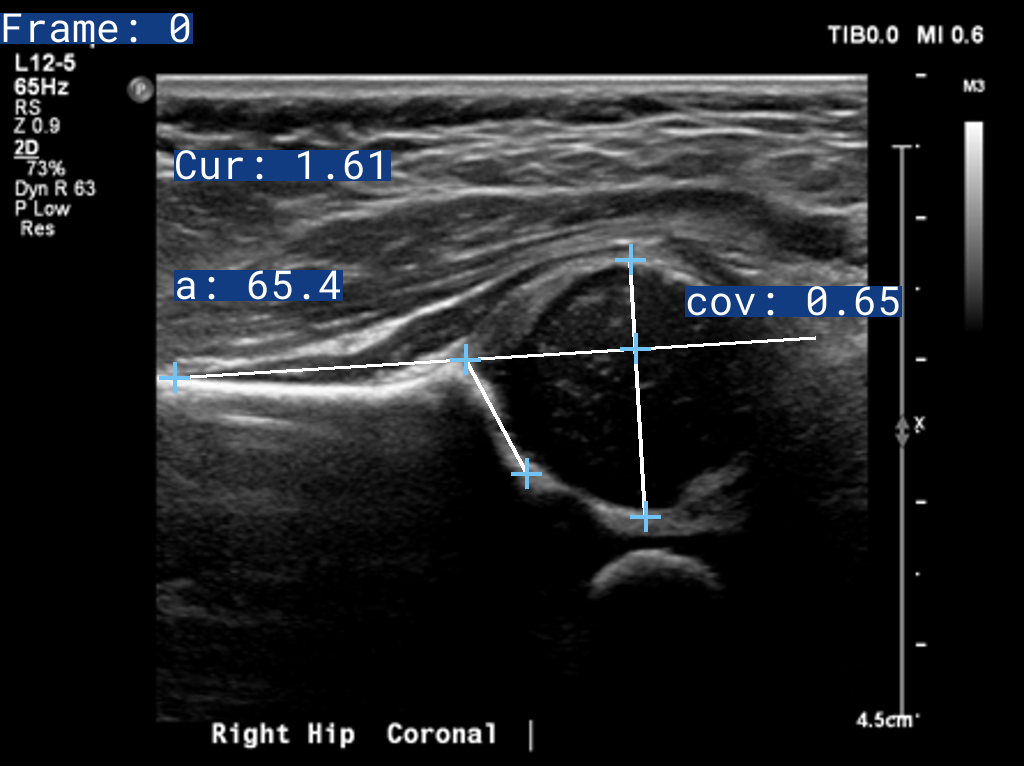 Frame: 0
TIB0.0 MI 0.6
L12-5
65Hz
RS
Z 0.9
2D
73%
Dyn R 63
P Low
Res
P
M3
Cur: 1.61
a: 65.4
cov: 0.65
X
4.5cm
Right Hip Coronal |